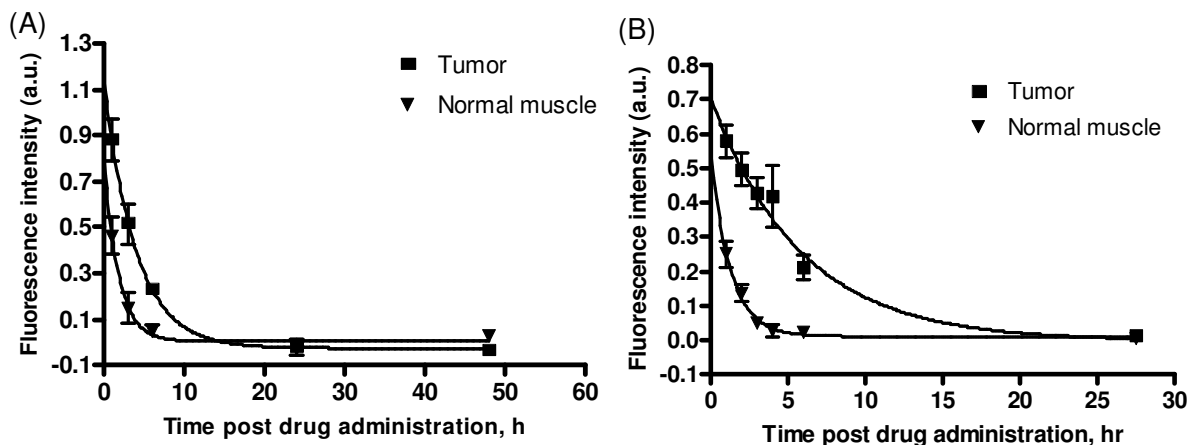 (A)
Fluorescence intensity (a.u.)
1.3
1.1
0.9
0.7
0.5
0.3
0.1
-0.1
0 10 20 30 40 50 60
Time post drug administration, h
Tumor
Normal muscle
(B)
Fluorescence intensity (a.u.)
0.8
0.7
0.6
0.5
0.4
0.3
0.2
0.1
0.0
-0.1
0 5 10 15 20 25 30
Time post drug administration, hr
Tumor
Normal muscle